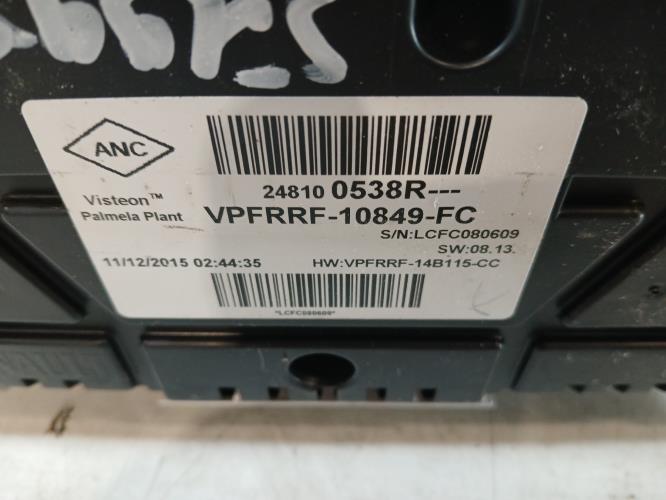 ANC
Visteon™
Palmela Plant
24810 0538R---
VPFRRF-10849-FC
S/N:LCFC080609
SW:08.13.
11/12/2015 02:44:35
HW:VPFRRF-14B115-CC
*LCFC080609*